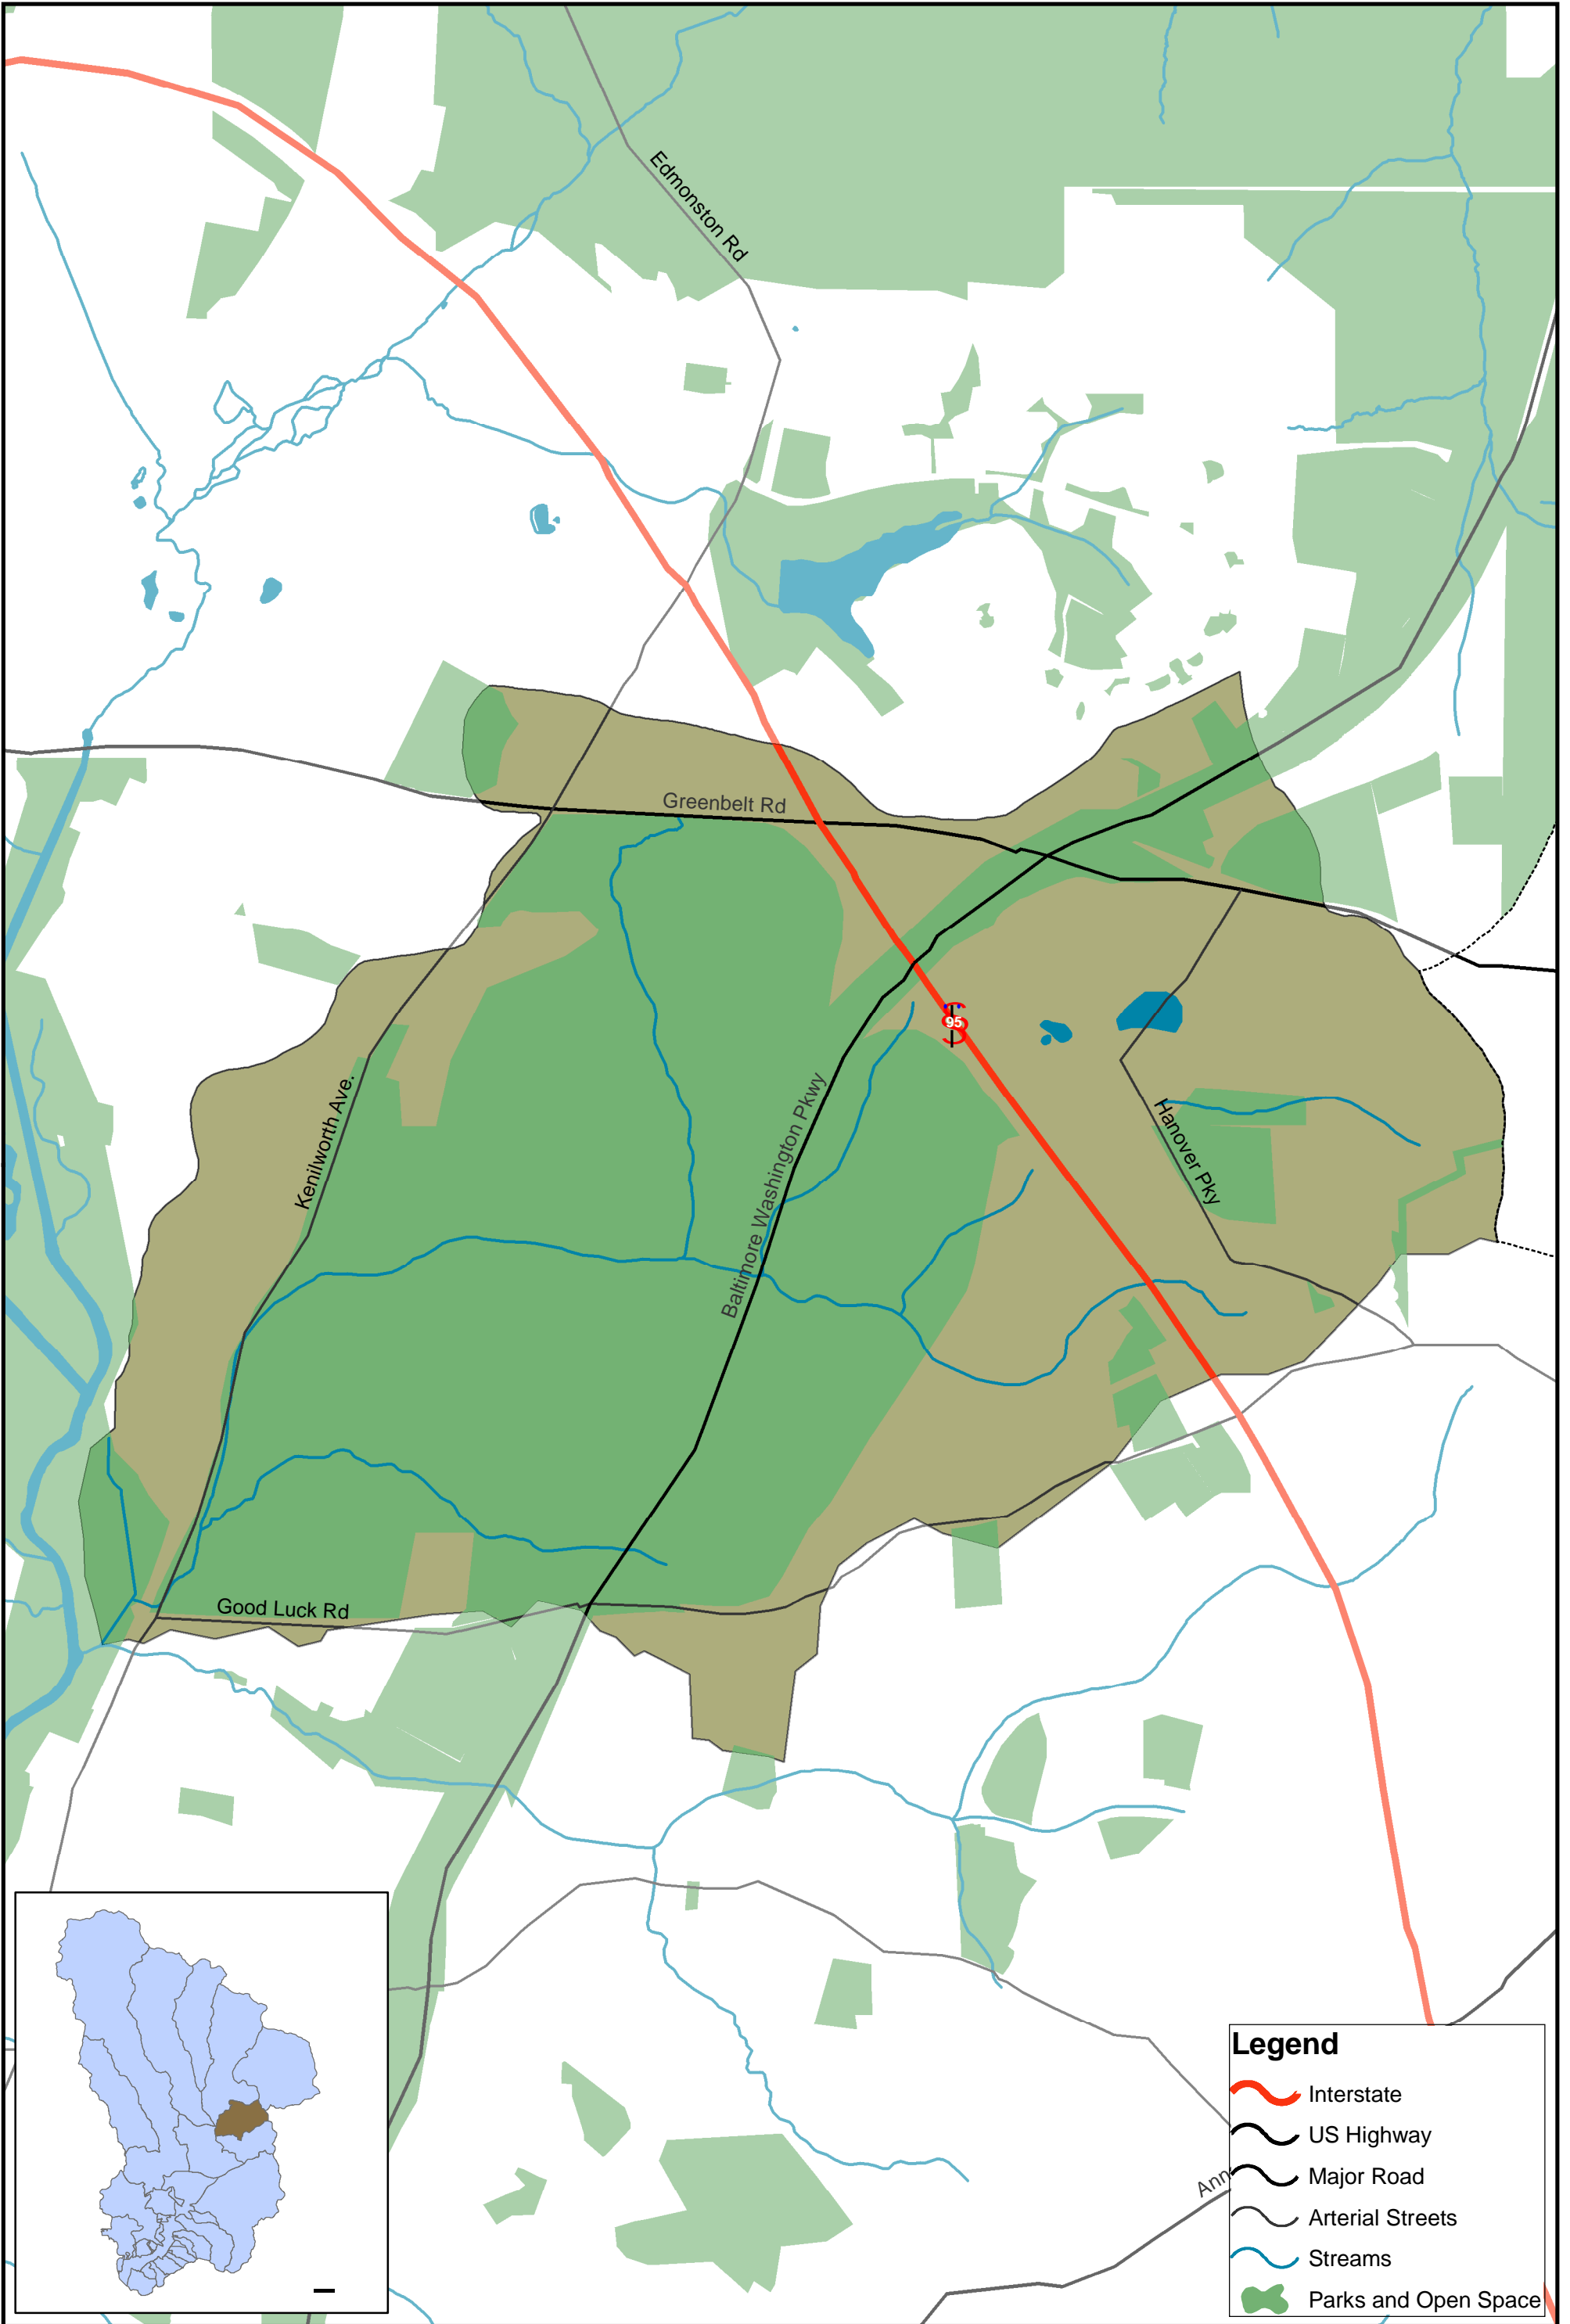 Edmonston Rd
Greenbelt Rd
95
Kenilworth Ave.
Baltimore Washington Pkwy
Hanover Pky
Good Luck Rd
Ann
Legend
Interstate
US Highway
Major Road
Arterial Streets
Streams
Parks and Open Space